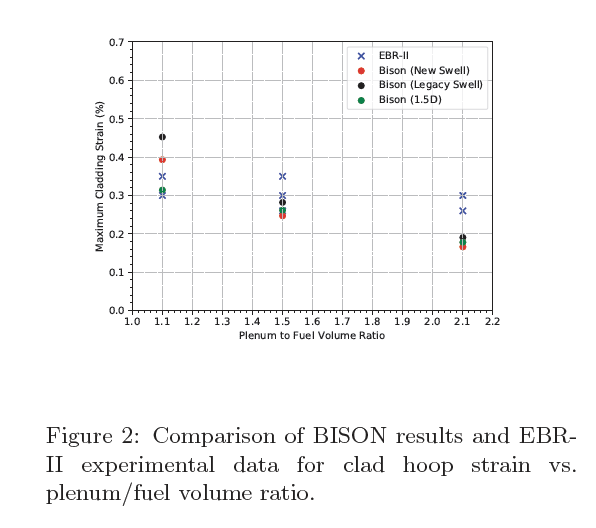 0.7
0.6
0.5
0.4
0.3
0.2
0.1
0.0
Maximum Cladding Strain (%)
EBR-II
Bison (New Swell)
Bison (Legacy Swell)
Bison (1.5D)
1.0 1.1 1.2 1.3 1.4 1.5 1.6 1.7 1.8 1.9 2.0 2.1 2.2
Plenum to Fuel Volume Ratio
Figure 2: Comparison of BISON results and EBR-
II experimental data for clad hoop strain vs.
plenum/fuel volume ratio.